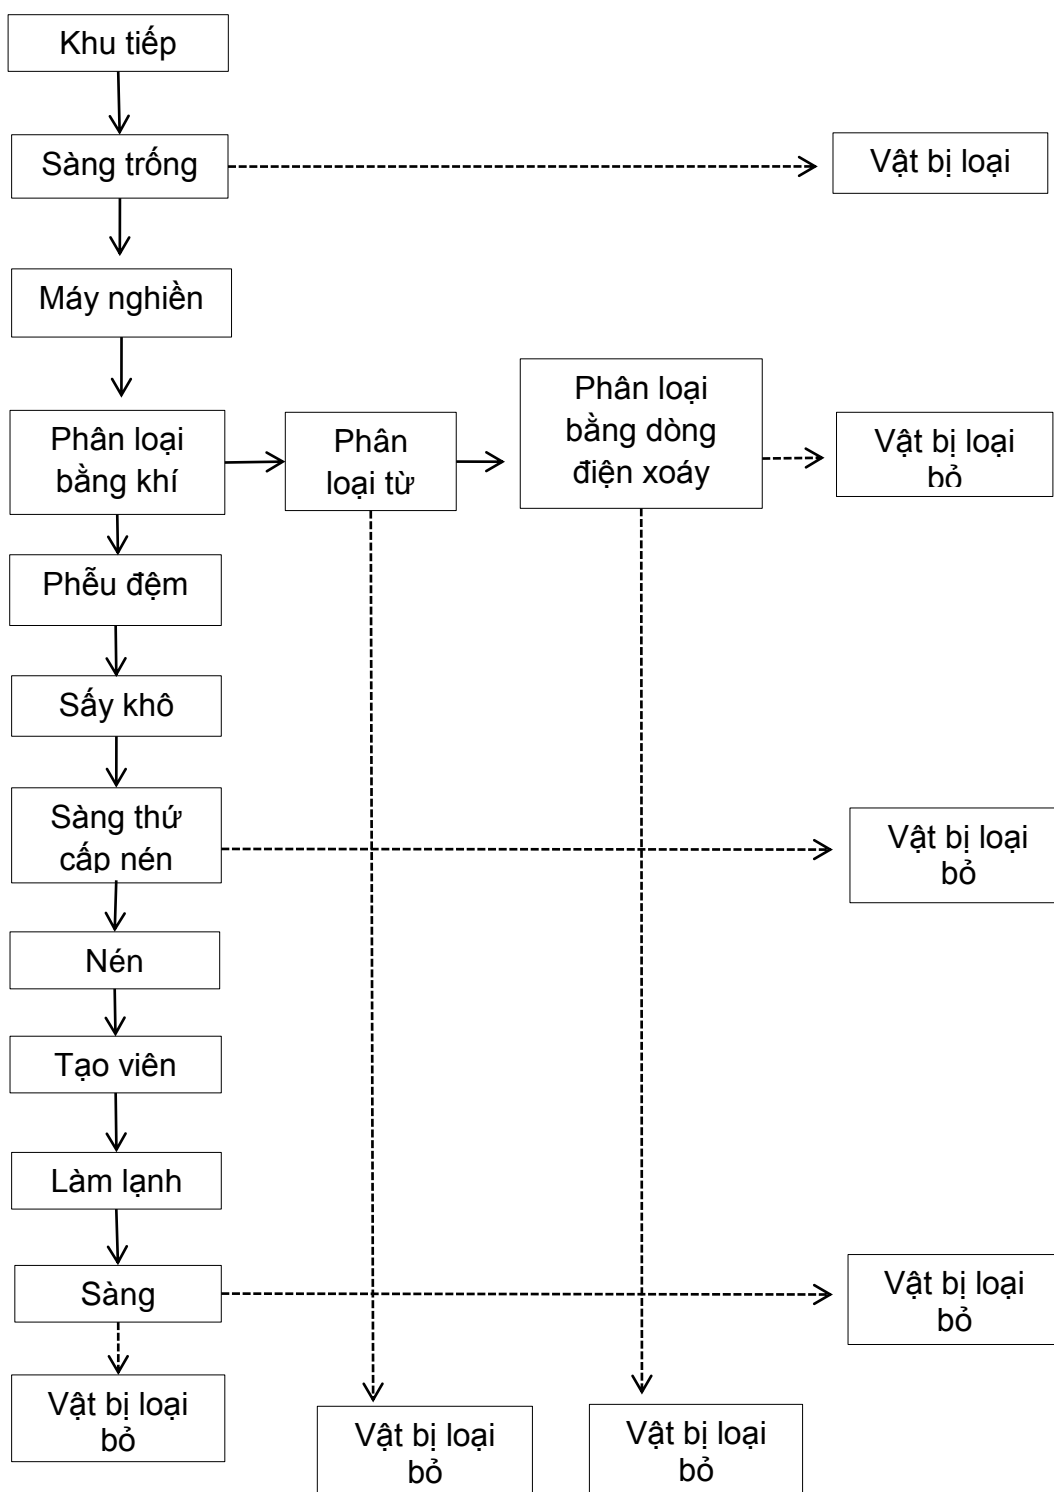 Khu tiếp
Sàng trống
Vật bị loại
Máy nghiền
Phân loại
bằng khí
Phân
loại từ
Phân loại
bằng dòng
điện xoáy
Vật bị loại
bỏ
Phễu đệm
Sấy khô
Sàng thứ
cấp nén
Vật bị loại
bỏ
Nén
Tạo viên
Làm lạnh
Sàng
Vật bị loại
bỏ
Vật bị loại
bỏ
Vật bị loại
bỏ
Vật bị loại
bỏ